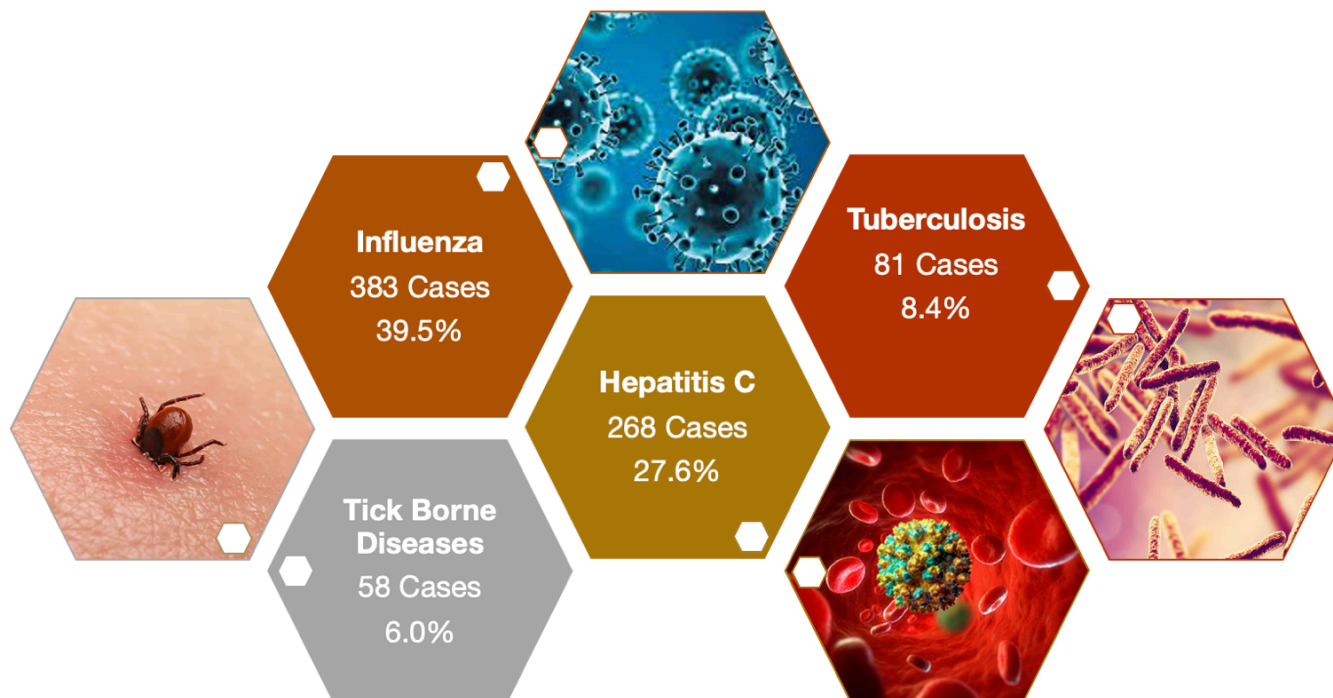 Influenza
383 Cases
39.5%
Tuberculosis
81 Cases
8.4%
Hepatitis C
268 Cases
27.6%
Tick Borne
Diseases
58 Cases
6.0%